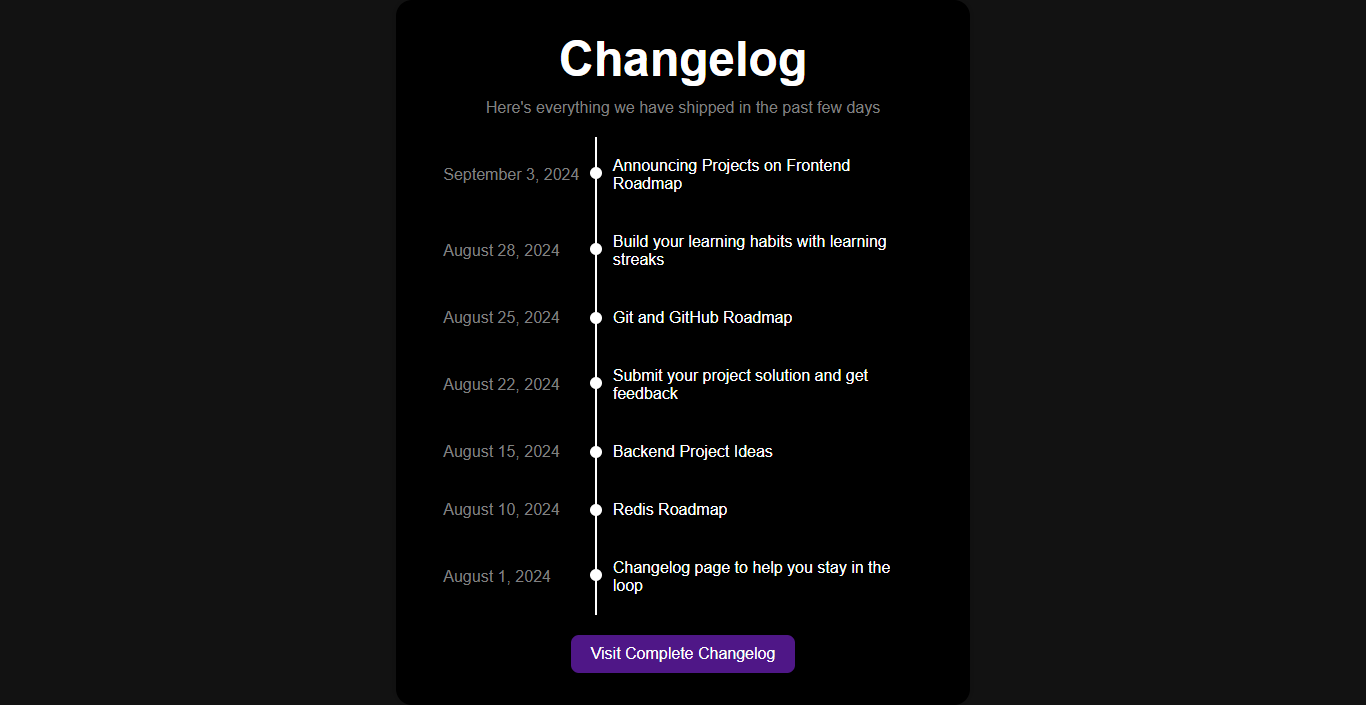 Changelog
Here's everything we have shipped in the past few days
September 3, 2024
Announcing Projects on Frontend
Roadmap
August 28, 2024
Build your learning habits with learning
streaks
August 25, 2024
Git and GitHub Roadmap
August 22, 2024
Submit your project solution and get
feedback
August 15, 2024
Backend Project Ideas
August 10, 2024
Redis Roadmap
August 1, 2024
Changelog page to help you stay in the
loop
Visit Complete Changelog